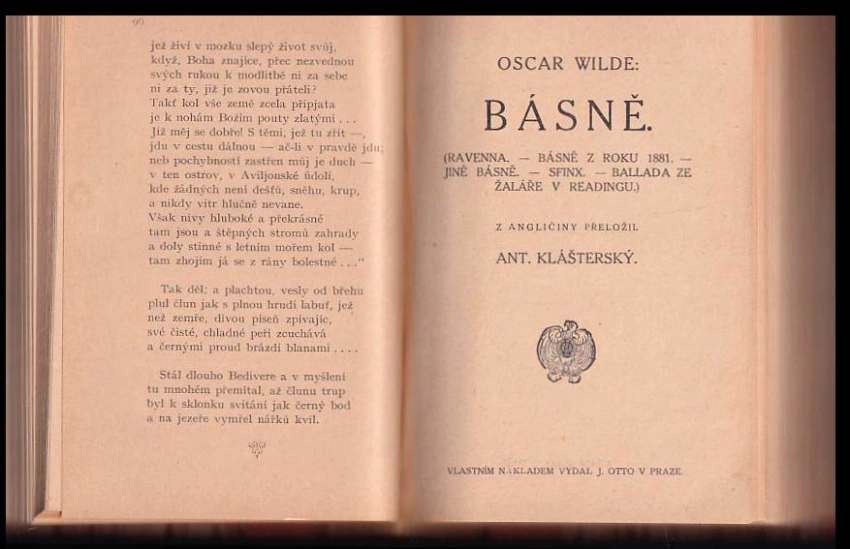 90
jež živí v mozku slepý život svůj,
když, Boha znajíce, přec nezvednou
svých rukou k modlitbě ni za sebe
ni za ty, již je zovou přáteli?
Takť kol vše země zcela připjata
je k nohám Božím pouty zlatými . . .
Již měj se dobře! S těmi, jež tu zřít —,
jdu v cestu dálnou — ač-li v pravdě jdu;
neb pochybností zastřen můj je duch —
v ten ostrov, v Aviljonské údolí,
kde žádných není dešťů, sněhu, krup,
a nikdy vítr hlučně nevane.
Však nivy hluboké a překrásné
tam jsou a štěpných stromů zahrady
a doly stinné s letním mořem kol —
tam zhojím já se z rány bolestné . . .“
Tak děl; a plachtou, vesly od břehu
plul člun jak s plnou hrudí labuť, jež
než zemře, divou píseň zpívajíc,
své čisté, chladné peří zcuchává
a černými proud brázdí blanami . . . .
Stál dlouho Bedivere a v myšlení
tu mnohém přemítal, až člunu trup
byl k sklonku svítání jak černý bod
a na jezeře vymřel nářků kvil.
OSCAR WILDE:
BÁSNĚ.
(RAVENNA. — BÁSNĚ Z ROKU 1881. —
JINÉ BÁSNĚ. — SFINX. — BALLADA ZE
ŽALÁŘE V READINGU.)
Z ANGLIČINY PŘELOŽIL
ANT. KLÁŠTERSKÝ.
VLASTNÍM NÁKLADEM VYDAL J. OTTO V PRAZE.